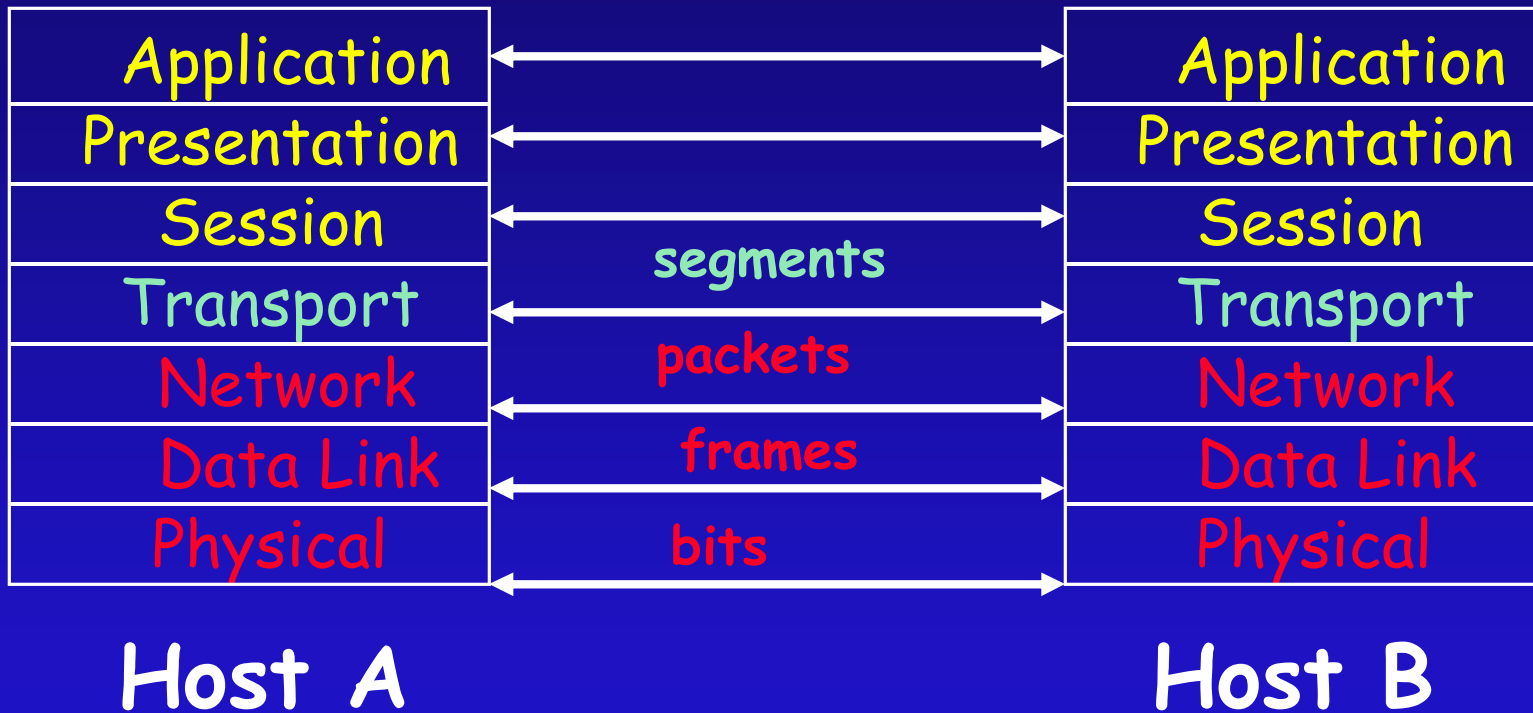 Application Application
Presentation Presentation
Session Session
segments
Transport Transport
packets
Network Network
frames
Data Link Data Link
bits
Physical Physical
Host A Host B